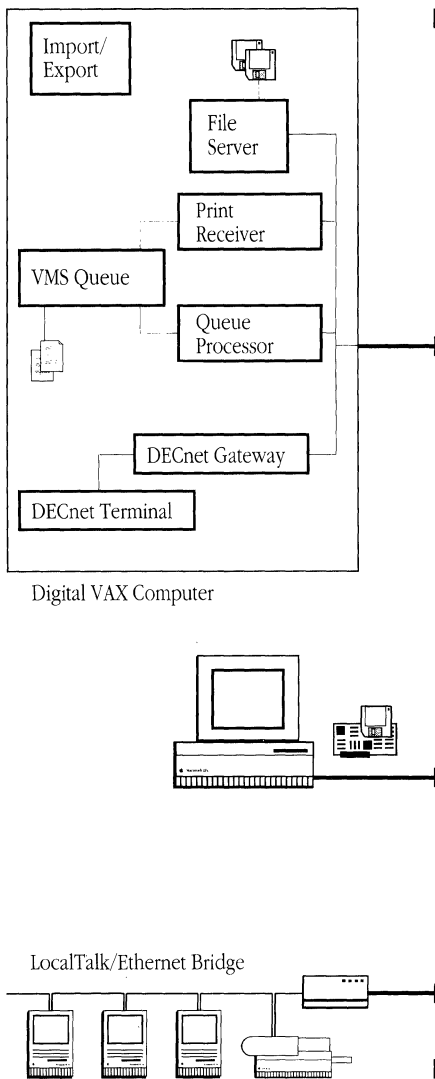 Import/
Export
File
Server
Print
Receiver
VMS Queue
Queue
Processor
DECnet Gateway
DECnet Terminal
Digital VAX Computer
LocalTalk/Ethernet Bridge